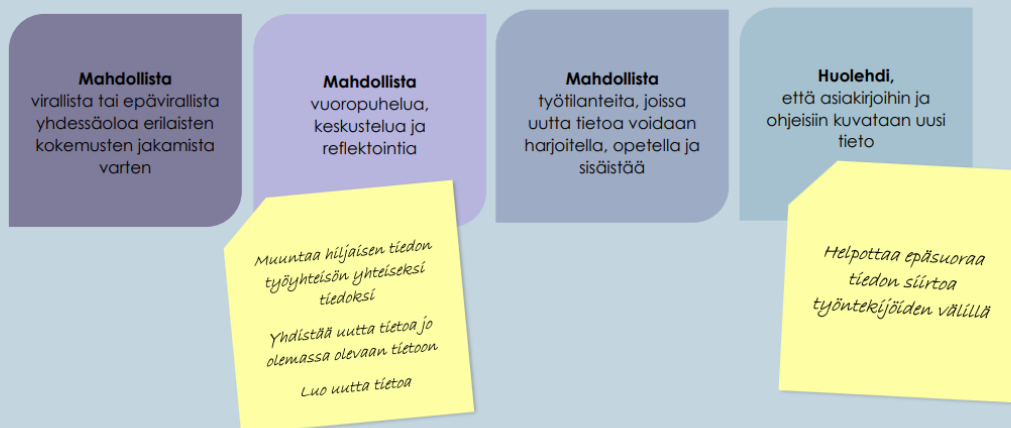 Mahdollista
virallista tai epävirallista
yhdessäoloa erilaisten
kokemusten jakamista
varten
Mahdollista
vuoropuhelua,
keskustelua ja
reflektointia
Mahdollista
työtilanteita, joissa
uutta tietoa voidaan
harjoitella, opetella ja
sisäistää
Huolehdi,
että asiakirjoihin ja
ohjeisiin kuvataan uusi
tieto
Muuntaa hiljaisen tiedon
työyhteisön yhteiseksi
tiedoksi
Yhdistää uutta tietoa jo
olemassa olevaan tietoon
Luo uutta tietoa
Helpottaa epäsuoraa
tiedon siirtoa
työntekijöiden välillä